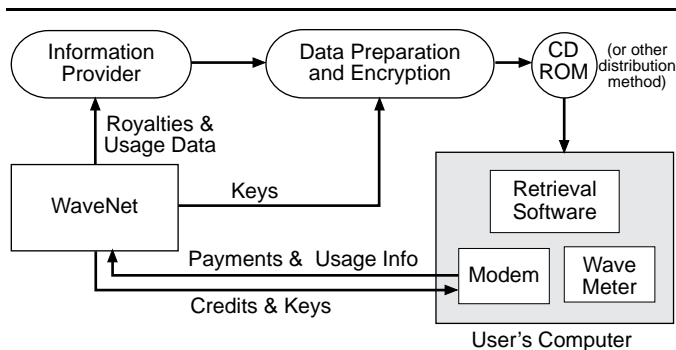 Information
Provider
Data Preparation
and Encryption
CD
ROM
(or other
distribution
method)
Royalties &
Usage Data
WaveNet
Keys
Retrieval
Software
Payments & Usage Info
Modem
Wave
Meter
Credits & Keys
User's Computer